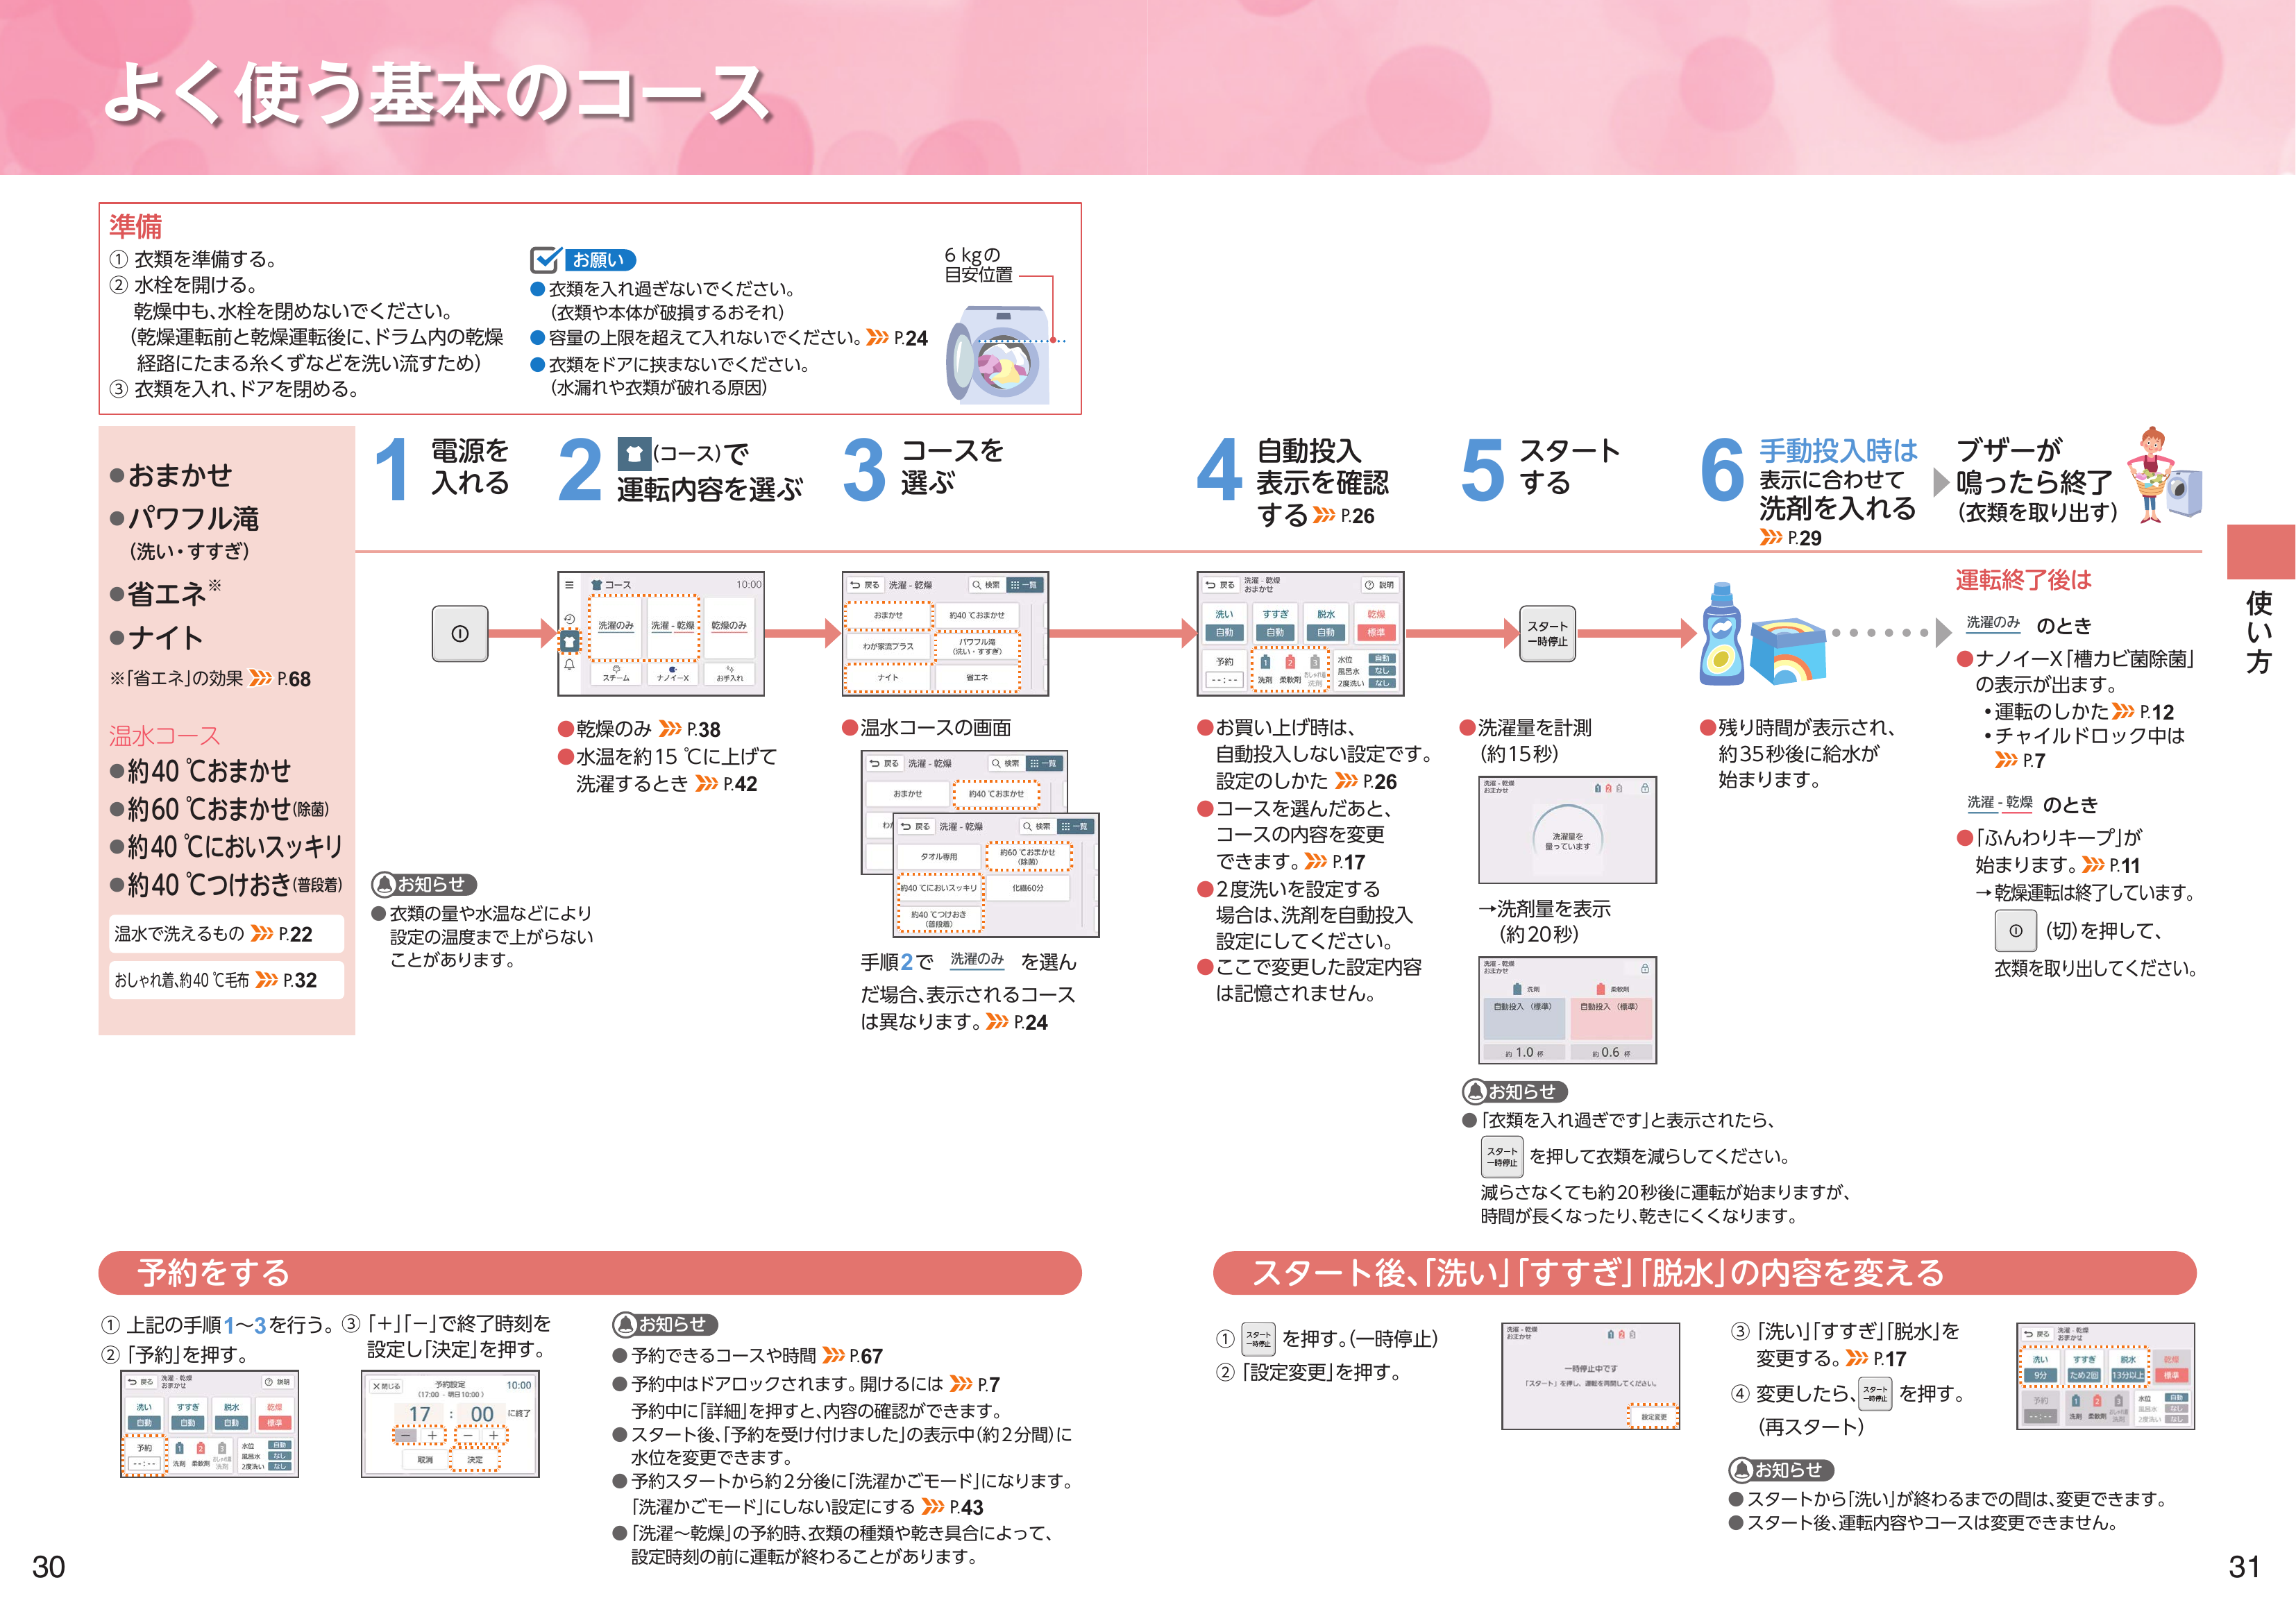 よく使う基本のコース
準備
① 衣類を準備する。
② 水栓を開ける。
乾燥中も、水栓を閉めないでください。
(乾燥運転前と乾燥運転後に、ドラム内の乾燥
経路にたまる糸くずなどを洗い流すため)
③ 衣類を入れ、ドアを閉める。
お願い
●衣類を入れ過ぎないでください。
(衣類や本体が破損するおそれ)
●容量の上限を超えて入れないでください。 P.24
●衣類をドアに挟まないでください。
(水漏れや衣類が破れる原因)
6 kgの
目安位置
●おまかせ
●パワフル滝
(洗い・すすぎ)
●省エネ※
●ナイト
※「省エネ」の効果 P.68
温水コース
●約40 ℃おまかせ
●約60 ℃おまかせ(除菌)
●約40 ℃においスッキリ
●約40 ℃つけおき(普段着)
温水で洗えるもの P.22
おしゃれ着、約40 ℃毛布 P.32
1 電源を
入れる
お知らせ
●衣類の量や水温などにより
設定の温度まで上がらない
ことがあります。
2 (コース)で
運転内容を選ぶ
コース 10:00
洗濯のみ 洗濯 - 乾燥 乾燥のみ
スチーム ナノイーX お手入れ
●乾燥のみ P.38
●水温を約15 ℃に上げて
洗濯するとき P.42
3 コースを
選ぶ
戻る 洗濯 - 乾燥 検索 一覧
おまかせ 約40 ℃おまかせ
わが家流プラス パワフル滝
(洗い・すすぎ)
ナイト 省エネ
●温水コースの画面
戻る 洗濯 - 乾燥 検索 一覧
おまかせ 約40 ℃おまかせ
わが
戻る 洗濯 - 乾燥 検索 一覧
タオル専用 約60 ℃おまかせ
(除菌)
約40 ℃においスッキリ 化繊60分
約40 ℃つけおき
(普段着)
手順2で 洗濯のみ を選ん
だ場合、表示されるコース
は異なります。 P.24
4 自動投入
表示を確認
する P.26
戻る 洗濯 - 乾燥 説明
おまかせ
洗い すすぎ 脱水 乾燥
自動 自動 自動 標準
予約 1 2 3 水位 自動
--:-- 洗剤 柔軟剤 おしゃれ着 風呂水 なし
洗剤 2度洗い なし
●お買い上げ時は、
自動投入しない設定です。
設定のしかた P.26
●コースを選んだあと、
コースの内容を変更
できます。 P.17
●2度洗いを設定する
場合は、洗剤を自動投入
設定にしてください。
●ここで変更した設定内容
は記憶されません。
5 スタート
する
スタート
一時停止
●洗濯量を計測
(約15秒)
洗濯 - 乾燥
おまかせ
1 2 3
洗濯量を
量っています
→洗剤量を表示
(約20秒)
洗濯 - 乾燥
おまかせ
洗剤 柔軟剤
自動投入 (標準) 自動投入 (標準)
約 1.0 杯 約 0.6 杯
お知らせ
●「衣類を入れ過ぎです」と表示されたら、
スタート
一時停止 を押して衣類を減らしてください。
減らさなくても約20秒後に運転が始まりますが、
時間が長くなったり、乾きにくくなります。
6 手動投入時は
表示に合わせて
洗剤を入れる
P.29
●残り時間が表示され、
約35秒後に給水が
始まります。
ブザーが
鳴ったら終了
(衣類を取り出す)
運転終了後は
洗濯のみ のとき
●ナノイーX「槽カビ菌除菌」
の表示が出ます。
・運転のしかた P.12
・チャイルドロック中は
P.7
洗濯 - 乾燥 のとき
●「ふんわりキープ」が
始まります。 P.11
→乾燥運転は終了しています。
(切)を押して、
衣類を取り出してください。
使い方
予約をする
① 上記の手順1〜3を行う。
② 「予約」を押す。
戻る 洗濯 - 乾燥 説明
おまかせ
洗い すすぎ 脱水 乾燥
自動 自動 自動 標準
予約 1 2 3 水位 自動
--:-- 洗剤 柔軟剤 おしゃれ着 風呂水 なし
洗剤 2度洗い なし
③ 「+」「−」で終了時刻を
設定し「決定」を押す。
×閉じる 予約設定 10:00
(17:00 - 明日10:00)
17 : 00 に終了
− + − +
取消 決定
お知らせ
●予約できるコースや時間 P.67
●予約中はドアロックされます。開けるには P.7
予約中に「詳細」を押すと、内容の確認ができます。
●スタート後、「予約を受け付けました」の表示中(約2分間)に
水位を変更できます。
●予約スタートから約2分後に「洗濯かごモード」になります。
「洗濯かごモード」にしない設定にする P.43
●「洗濯〜乾燥」の予約時、衣類の種類や乾き具合によって、
設定時刻の前に運転が終わることがあります。
スタート後、「洗い」「すすぎ」「脱水」の内容を変える
① スタート
一時停止 を押す。(一時停止)
② 「設定変更」を押す。
洗濯 - 乾燥
おまかせ
1 2 3
一時停止中です
「スタート」を押し、運転を再開してください。
設定変更
③ 「洗い」「すすぎ」「脱水」を
変更する。 P.17
④ 変更したら、 スタート
一時停止 を押す。
(再スタート)
戻る 洗濯 - 乾燥
おまかせ
洗い すすぎ 脱水 乾燥
9分 ため2回 13分以上 標準
予約 1 2 3 水位 自動
--:-- 洗剤 柔軟剤 おしゃれ着 風呂水 なし
洗剤 2度洗い なし
お知らせ
●スタートから「洗い」が終わるまでの間は、変更できます。
●スタート後、運転内容やコースは変更できません。
30
31